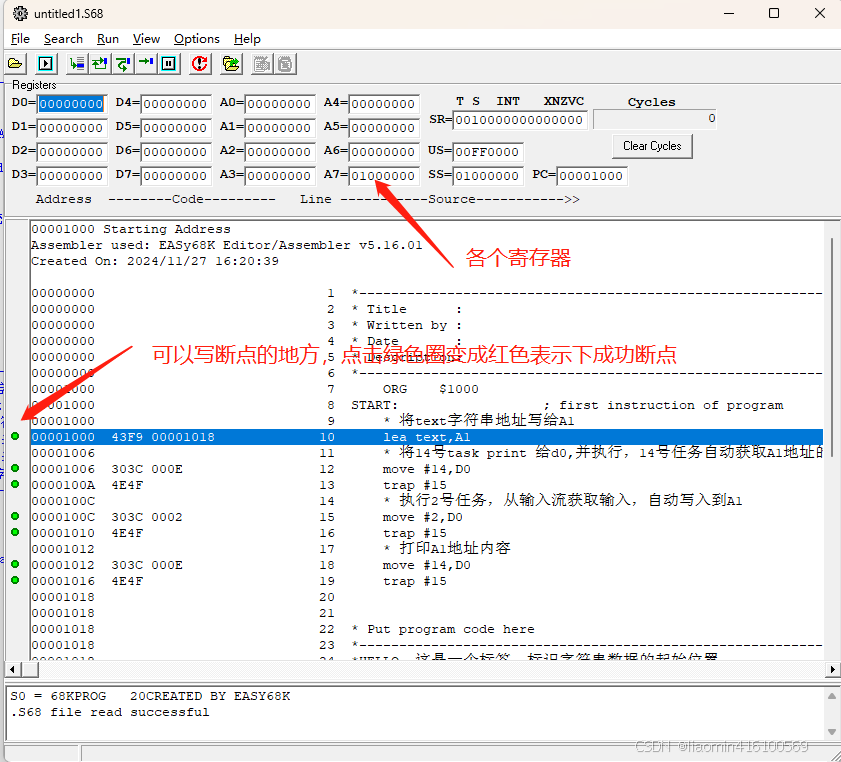 untitled1.S68
File Search Run View Options Help
Registers
D0= 00000000 D4= 00000000 A0= 00000000 A4= 00000000 T S INT XNZVC Cycles
SR= 0010000000000000 0
D1= 00000000 D5= 00000000 A1= 00000000 A5= 00000000
D2= 00000000 D6= 00000000 A2= 00000000 A6= 00000000 US= 00FF0000 Clear Cycles
D3= 00000000 D7= 00000000 A3= 00000000 A7= 01000000 SS= 01000000 PC= 00001000
Address --------Code--------- Line -----------Source----------->>
00001000 Starting Address
Assembler used: EASy68K Editor/Assembler v5.16.01
Created On: 2024/11/27 16:20:39
各个寄存器
00000000 1 *-----------------------------------------------------------
00000000 2 * Title :
00000000 3 * Written by :
00000000 4 * Date :
可以写断点的地方，点击绿色圈变成红色表示下成功断点
00000000 5 * Description:
00000000 6 *-----------------------------------------------------------
00001000 7 ORG $1000
00001000 8 START: ; first instruction of program
00001000 9 * 将text字符串地址写给A1
00001000 43F9 00001018 10 lea text,A1
00001006 11 * 将14号task print 给d0,并执行，14号任务自动获取A1地址的
00001006 303C 000E 12 move #14,D0
0000100A 4E4F 13 trap #15
0000100C 14 * 执行2号任务，从输入流获取输入，自动写入到A1
0000100C 303C 0002 15 move #2,D0
00001010 4E4F 16 trap #15
00001012 17 * 打印A1地址内容
00001012 303C 000E 18 move #14,D0
00001016 4E4F 19 trap #15
00001018 20
00001018 21
00001018 22 * Put program code here
00001018 23 *-----------------------------------------------------------
00001018 24 *HELLO 这是一个标签，标识字符串数据的起始位置
S0 = 68KPROG 20CREATED BY EASY68K
.S68 file read successful
CSDN @liaomin416100569